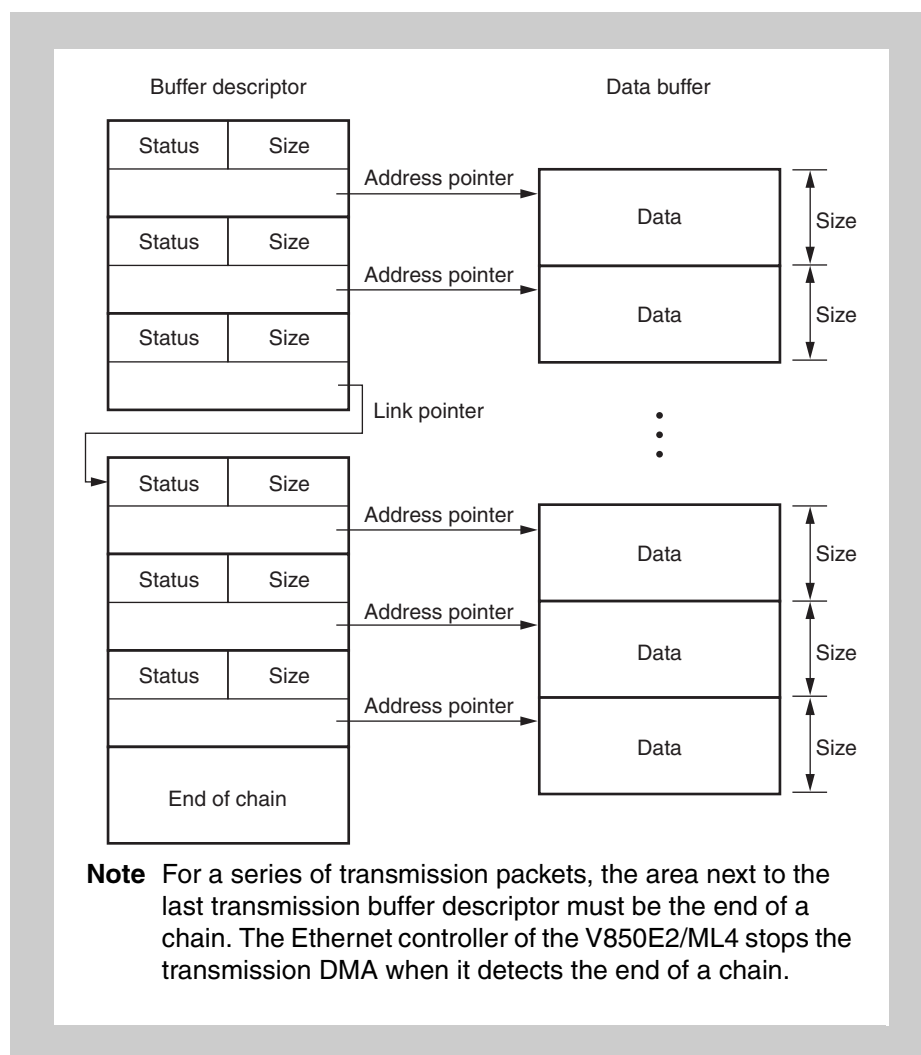 Buffer descriptor Data buffer
Status Size
Address pointer
Data Size
Status Size
Address pointer
Data Size
Status Size
Link pointer
Status Size
Address pointer
Data Size
Status Size
Address pointer
Data Size
Status Size
Address pointer
Data Size
End of chain
Note For a series of transmission packets, the area next to the
last transmission buffer descriptor must be the end of a
chain. The Ethernet controller of the V850E2/ML4 stops the
transmission DMA when it detects the end of a chain.